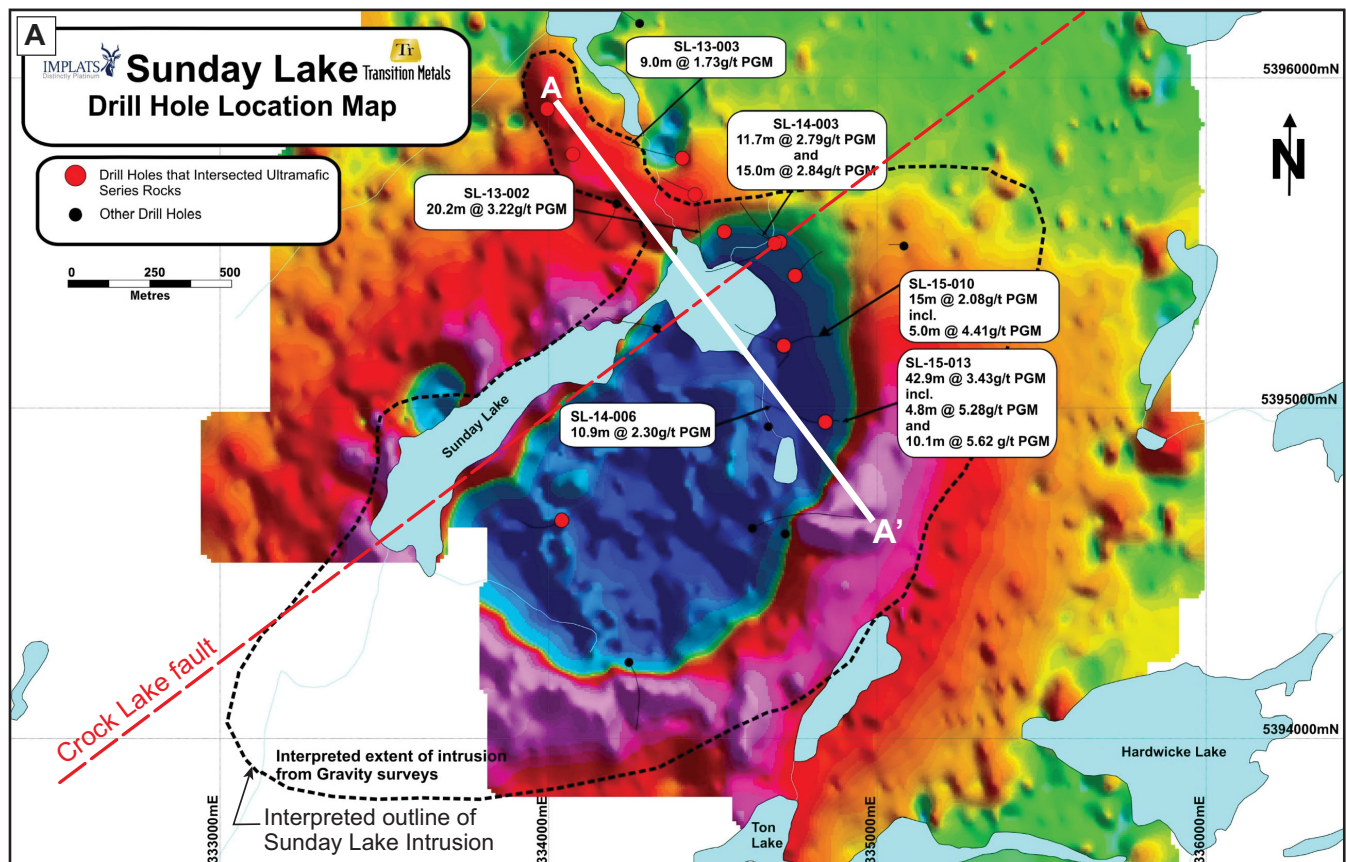 A
IMPLATS
Distinctly Platinum
Sunday Lake
Tr
Transition Metals
Drill Hole Location Map
Drill Holes that Intersected Ultramafic
Series Rocks
Other Drill Holes
0 250 500
Metres
SL-13-003
9.0m @ 1.73g/t PGM
SL-14-003
11.7m @ 2.79g/t PGM
and
15.0m @ 2.84g/t PGM
SL-13-002
20.2m @ 3.22g/t PGM
A
5396000mN
N
SL-15-010
15m @ 2.08g/t PGM
incl.
5.0m @ 4.41g/t PGM
SL-15-013
42.9m @ 3.43g/t PGM
incl.
4.8m @ 5.28g/t PGM
and
10.1m @ 5.62 g/t PGM
SL-14-006
10.9m @ 2.30g/t PGM
Sunday Lake
5395000mN
A'
Crock Lake fault
5394000mN
Hardwicke Lake
Interpreted extent of intrusion
from Gravity surveys
Interpreted outline of
Sunday Lake Intrusion
Ton
Lake
333000mE
334000mE
335000mE
336000mE